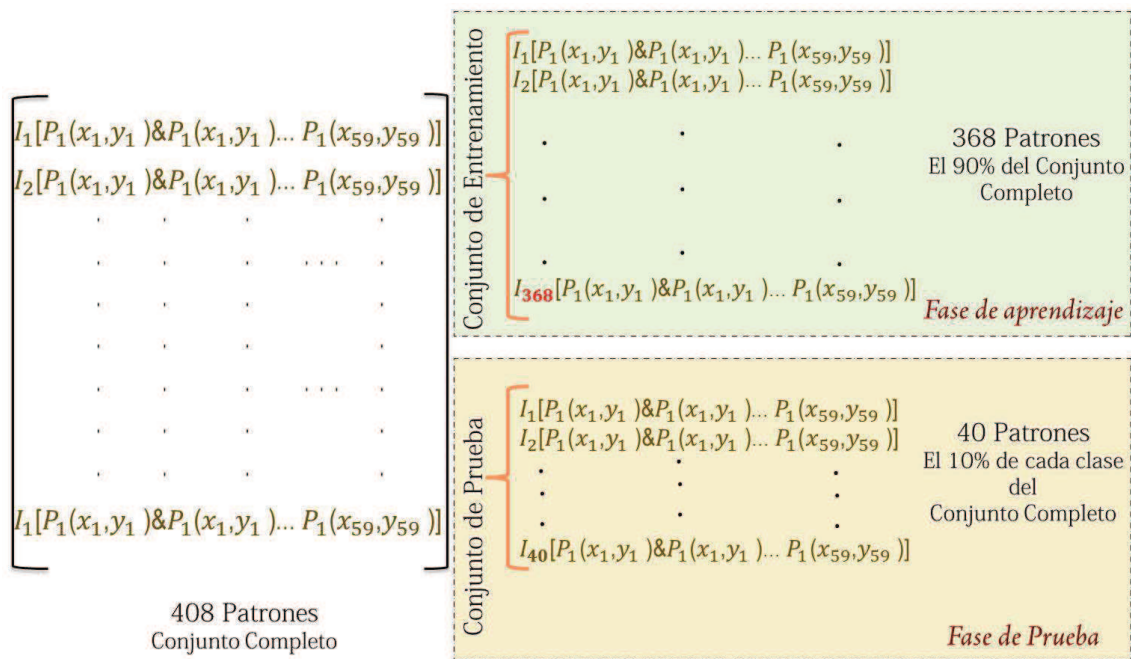 I₁[P₁(x₁,y₁ )&P₁(x₁,y₁ )... P₁(x₅₉,y₅₉ )]
I₂[P₁(x₁,y₁ )&P₁(x₁,y₁ )... P₁(x₅₉,y₅₉ )]
. . . .
. . . ... .
. . . .
. . . .
. . . ... .
. . . .
. . . .
I₁[P₁(x₁,y₁ )&P₁(x₁,y₁ )... P₁(x₅₉,y₅₉ )]
408 Patrones
Conjunto Completo
Conjunto de Entrenamiento
I₁[P₁(x₁,y₁ )&P₁(x₁,y₁ )... P₁(x₅₉,y₅₉ )]
I₂[P₁(x₁,y₁ )&P₁(x₁,y₁ )... P₁(x₅₉,y₅₉ )]
. . .
. . .
. . .
I₃₆₈[P₁(x₁,y₁ )&P₁(x₁,y₁ )... P₁(x₅₉,y₅₉ )]
368 Patrones
El 90% del Conjunto
Completo
Fase de aprendizaje
Conjunto de Prueba
I₁[P₁(x₁,y₁ )&P₁(x₁,y₁ )... P₁(x₅₉,y₅₉ )]
I₂[P₁(x₁,y₁ )&P₁(x₁,y₁ )... P₁(x₅₉,y₅₉ )]
. . .
. . .
. . .
I₄₀[P₁(x₁,y₁ )&P₁(x₁,y₁ )... P₁(x₅₉,y₅₉ )]
40 Patrones
El 10% de cada clase
del
Conjunto Completo
Fase de Prueba